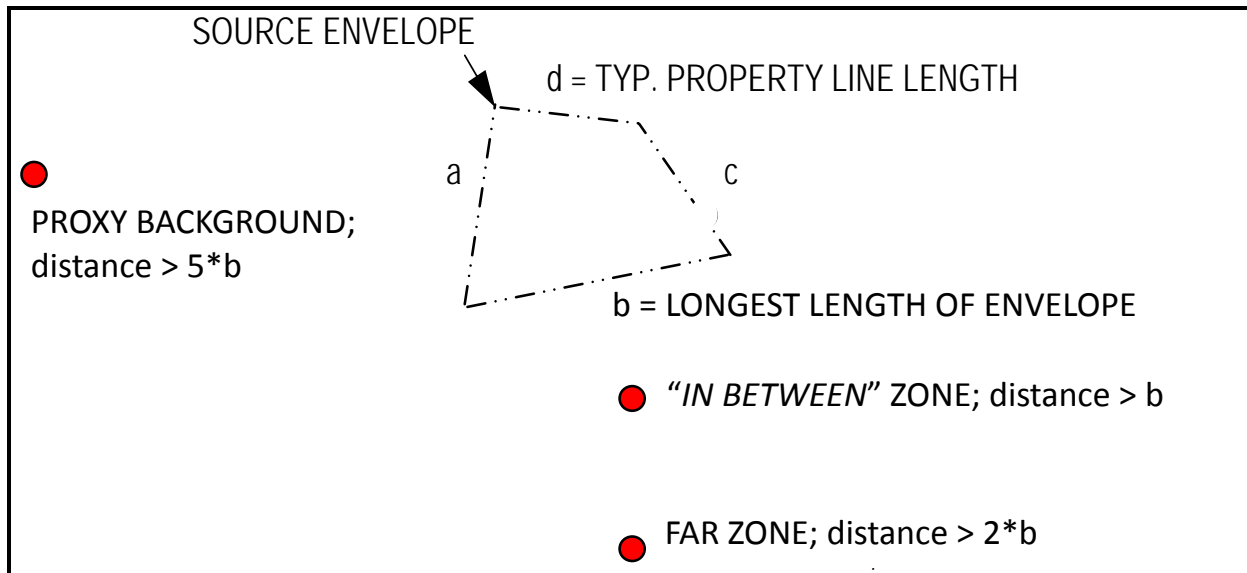 SOURCE ENVELOPE
d = TYP. PROPERTY LINE LENGTH
a
c
PROXY BACKGROUND;
distance > 5*b
b = LONGEST LENGTH OF ENVELOPE
“IN BETWEEN” ZONE; distance > b
FAR ZONE; distance > 2*b